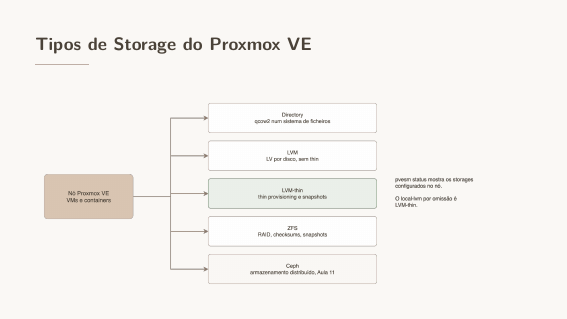 Tipos de Storage do Proxmox VE
Directory
qcow2 num sistema de ficheiros
LVM
LV por disco, sem thin
Nó Proxmox VE
VMs e containers
LVM-thin
thin provisioning e snapshots
pvesm status mostra os storages
configurados no nó.
O local-lvm por omissão é
LVM-thin.
ZFS
RAID, checksums, snapshots
Ceph
armazenamento distribuído, Aula 11